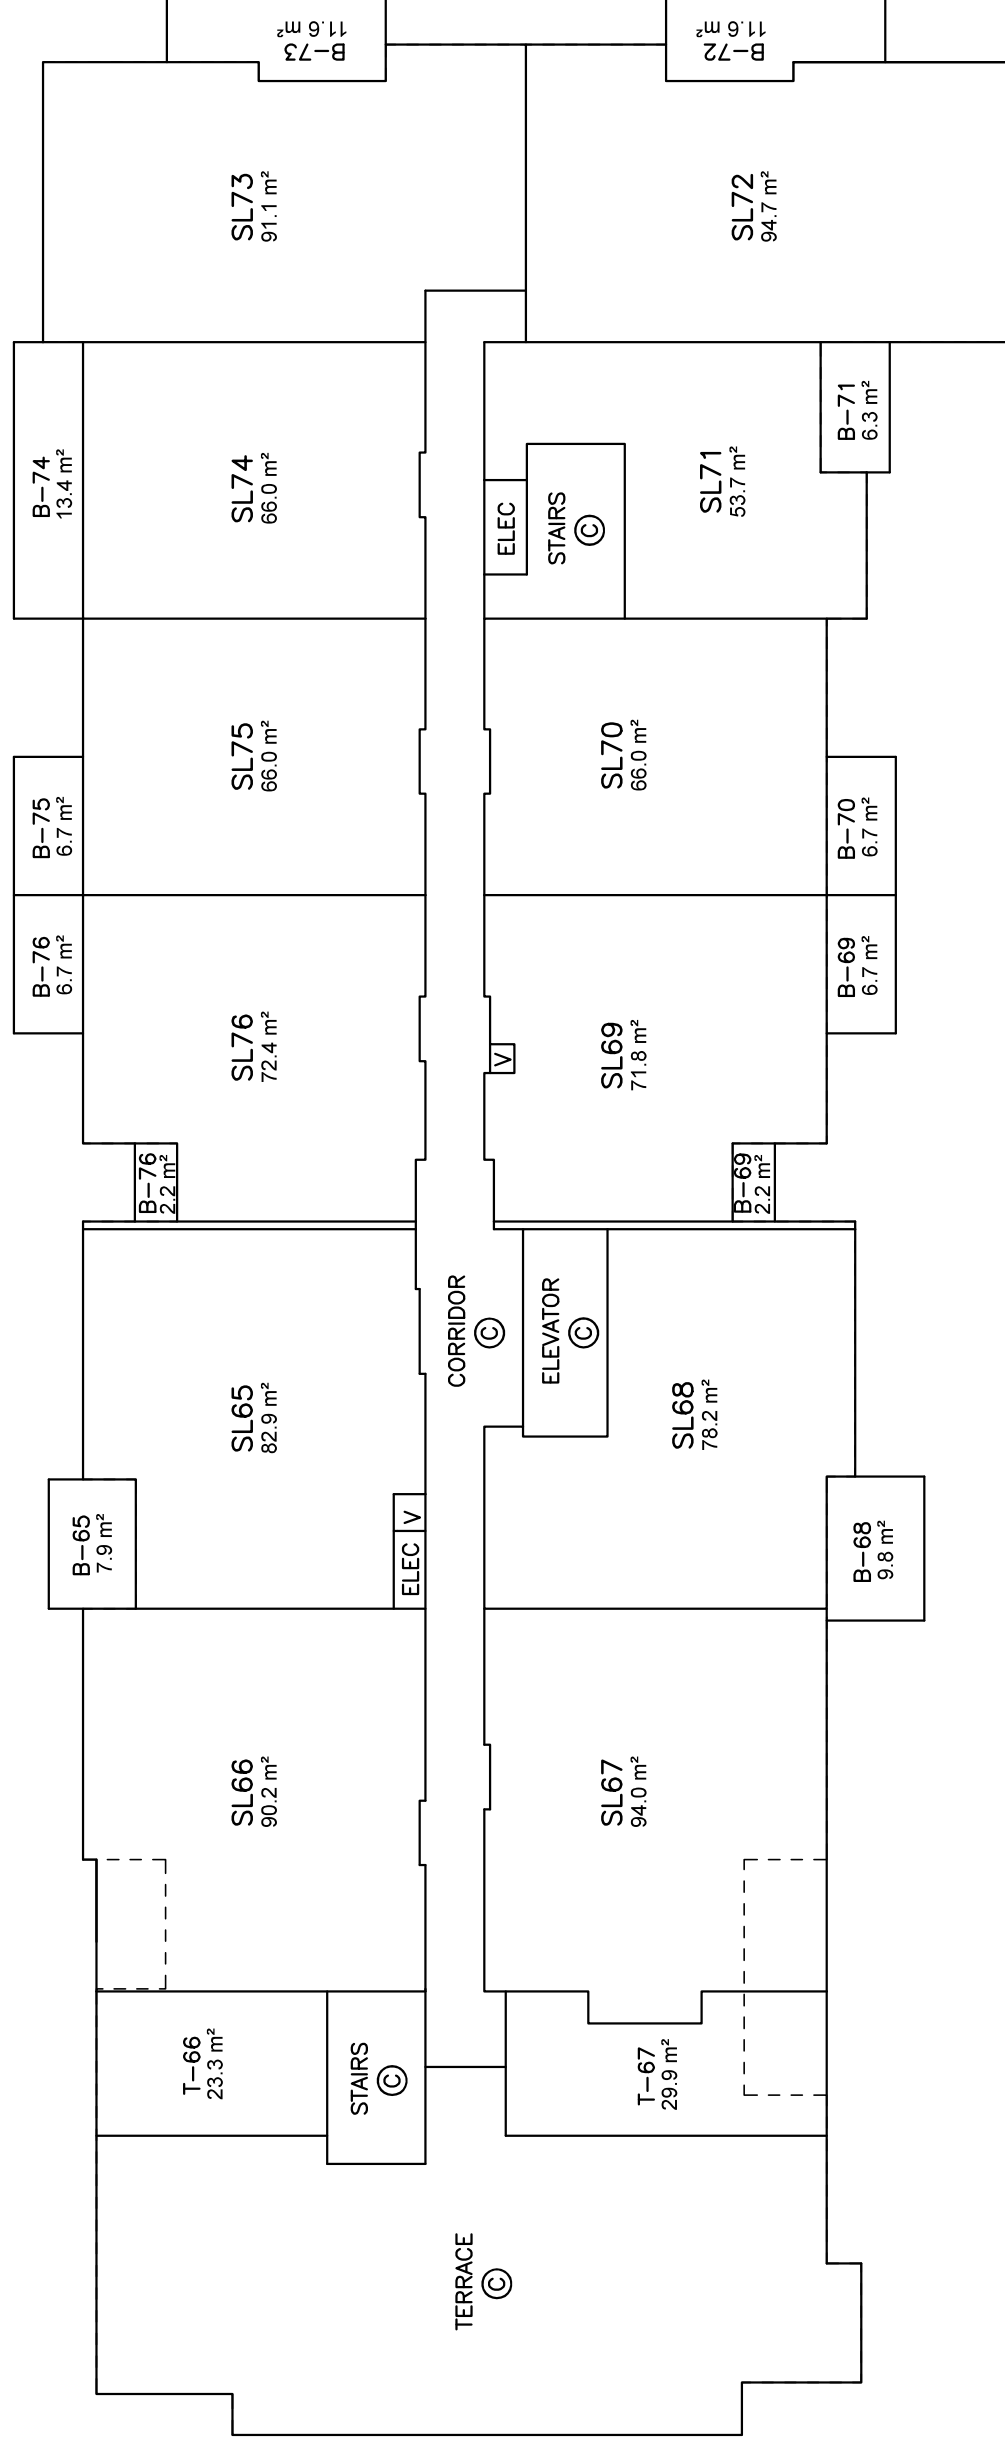 B–73
11.6 m²
B–72
11.6 m²
SL73
91.1 m²
SL72
94.7 m²
B–74
13.4 m²
SL74
66.0 m²
ELEC
STAIRS
©
SL71
53.7 m²
B–71
6.3 m²
B–75
6.7 m²
SL75
66.0 m²
SL70
66.0 m²
B–70
6.7 m²
B–76
6.7 m²
SL76
72.4 m²
V
SL69
71.8 m²
B–69
6.7 m²
B–76
2.2 m²
B–69
2.2 m²
SL65
82.9 m²
CORRIDOR
©
ELEVATOR
©
SL68
78.2 m²
B–65
7.9 m²
ELEC
V
B–68
9.8 m²
SL66
90.2 m²
SL67
94.0 m²
T–66
23.3 m²
STAIRS
©
T–67
29.9 m²
TERRACE
©